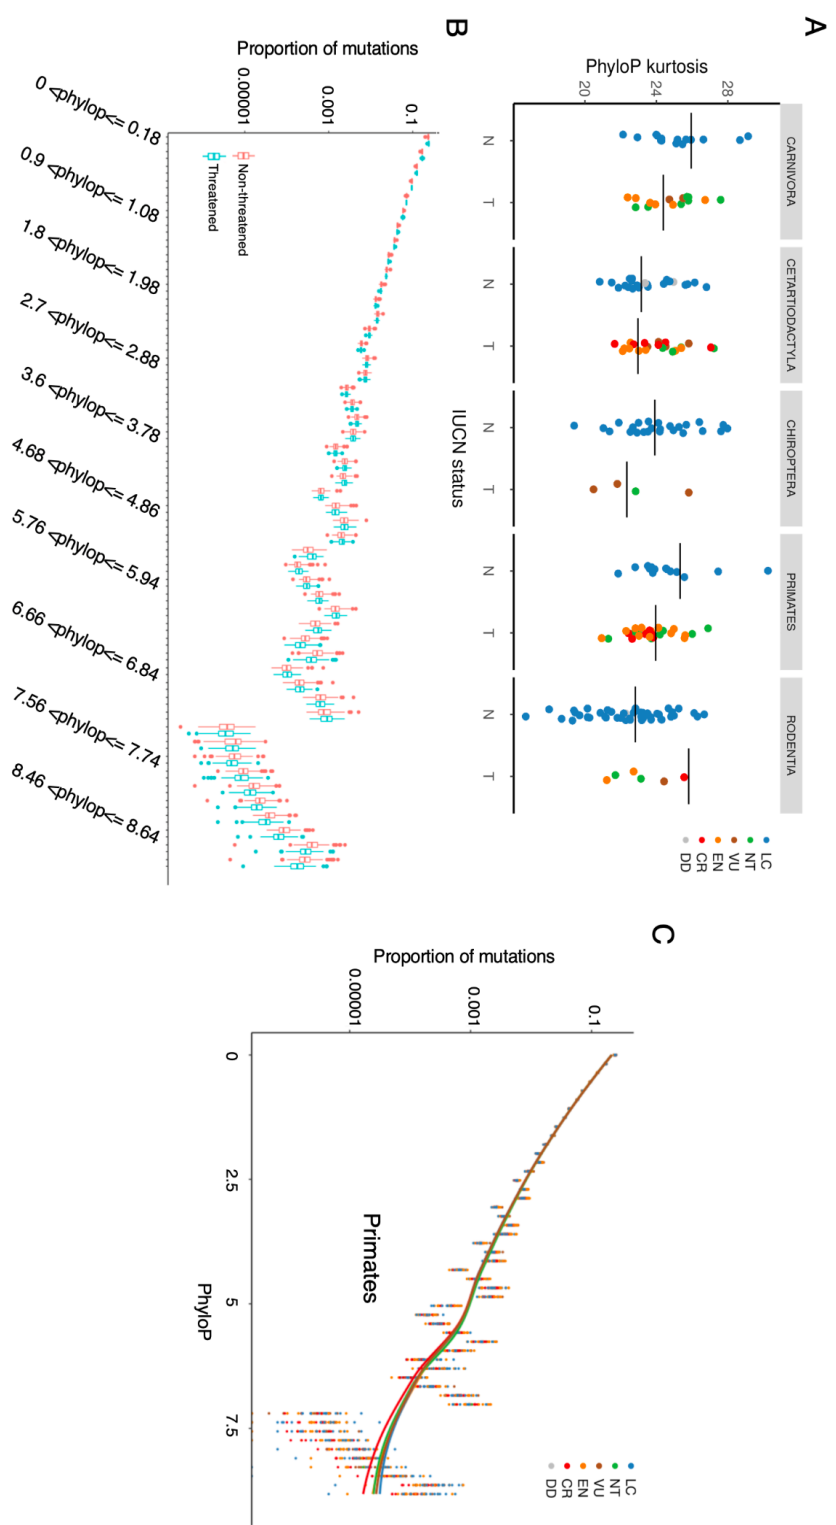 A
PhyloP kurtosis
20
24
28
CARNIVORA
CETARTIODACTYLA
CHIROPTERA
PRIMATES
RODENTIA
N
T
N
T
N
T
N
T
N
T
IUCN status
LC
NT
VU
EN
CR
DD
B
Proportion of mutations
0.1
0.001
0.00001
Non-threatened
Threatened
0 <phylop<= 0.18
0.9 <phylop<= 1.08
1.8 <phylop<= 1.98
2.7 <phylop<= 2.88
3.6 <phylop<= 3.78
4.68 <phylop<= 4.86
5.76 <phylop<= 5.94
6.66 <phylop<= 6.84
7.56 <phylop<= 7.74
8.46 <phylop<= 8.64
C
Proportion of mutations
0.1
0.001
0.00001
0
2.5
5
7.5
PhyloP
Primates
LC
NT
VU
EN
CR
DD